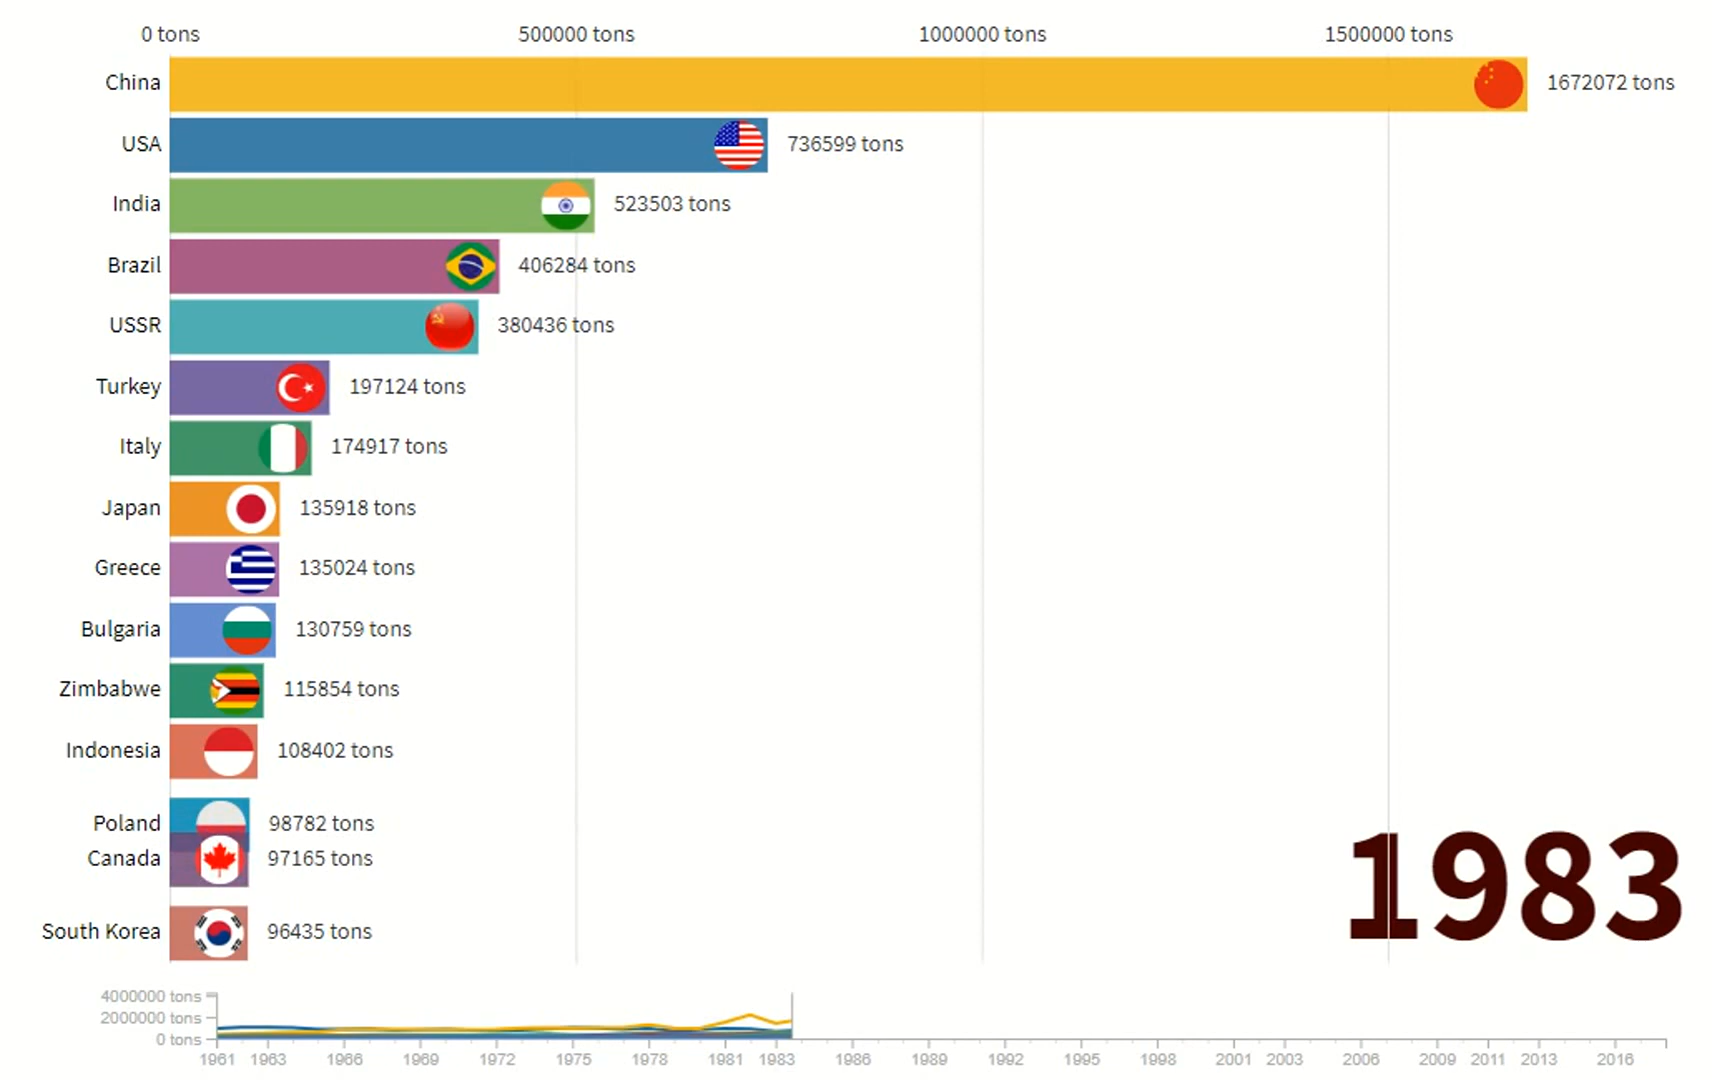 0 tons 500000 tons 1000000 tons 1500000 tons
China 1672072 tons
USA 736599 tons
India 523503 tons
Brazil 406284 tons
USSR 380436 tons
Turkey 197124 tons
Italy 174917 tons
Japan 135918 tons
Greece 135024 tons
Bulgaria 130759 tons
Zimbabwe 115854 tons
Indonesia 108402 tons
Poland 98782 tons
Canada 97165 tons
South Korea 96435 tons
1983
4000000 tons
2000000 tons
0 tons
1961 1963 1966 1969 1972 1975 1978 1981 1983 1986 1989 1992 1995 1998 2001 2003 2006 2009 2011 2013 2016